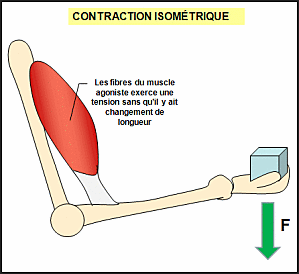 CONTRACTION ISOMÉTRIQUE
Les fibres du muscle
agoniste exerce une
tension sans qu'il y ait
changement de
longueur
F